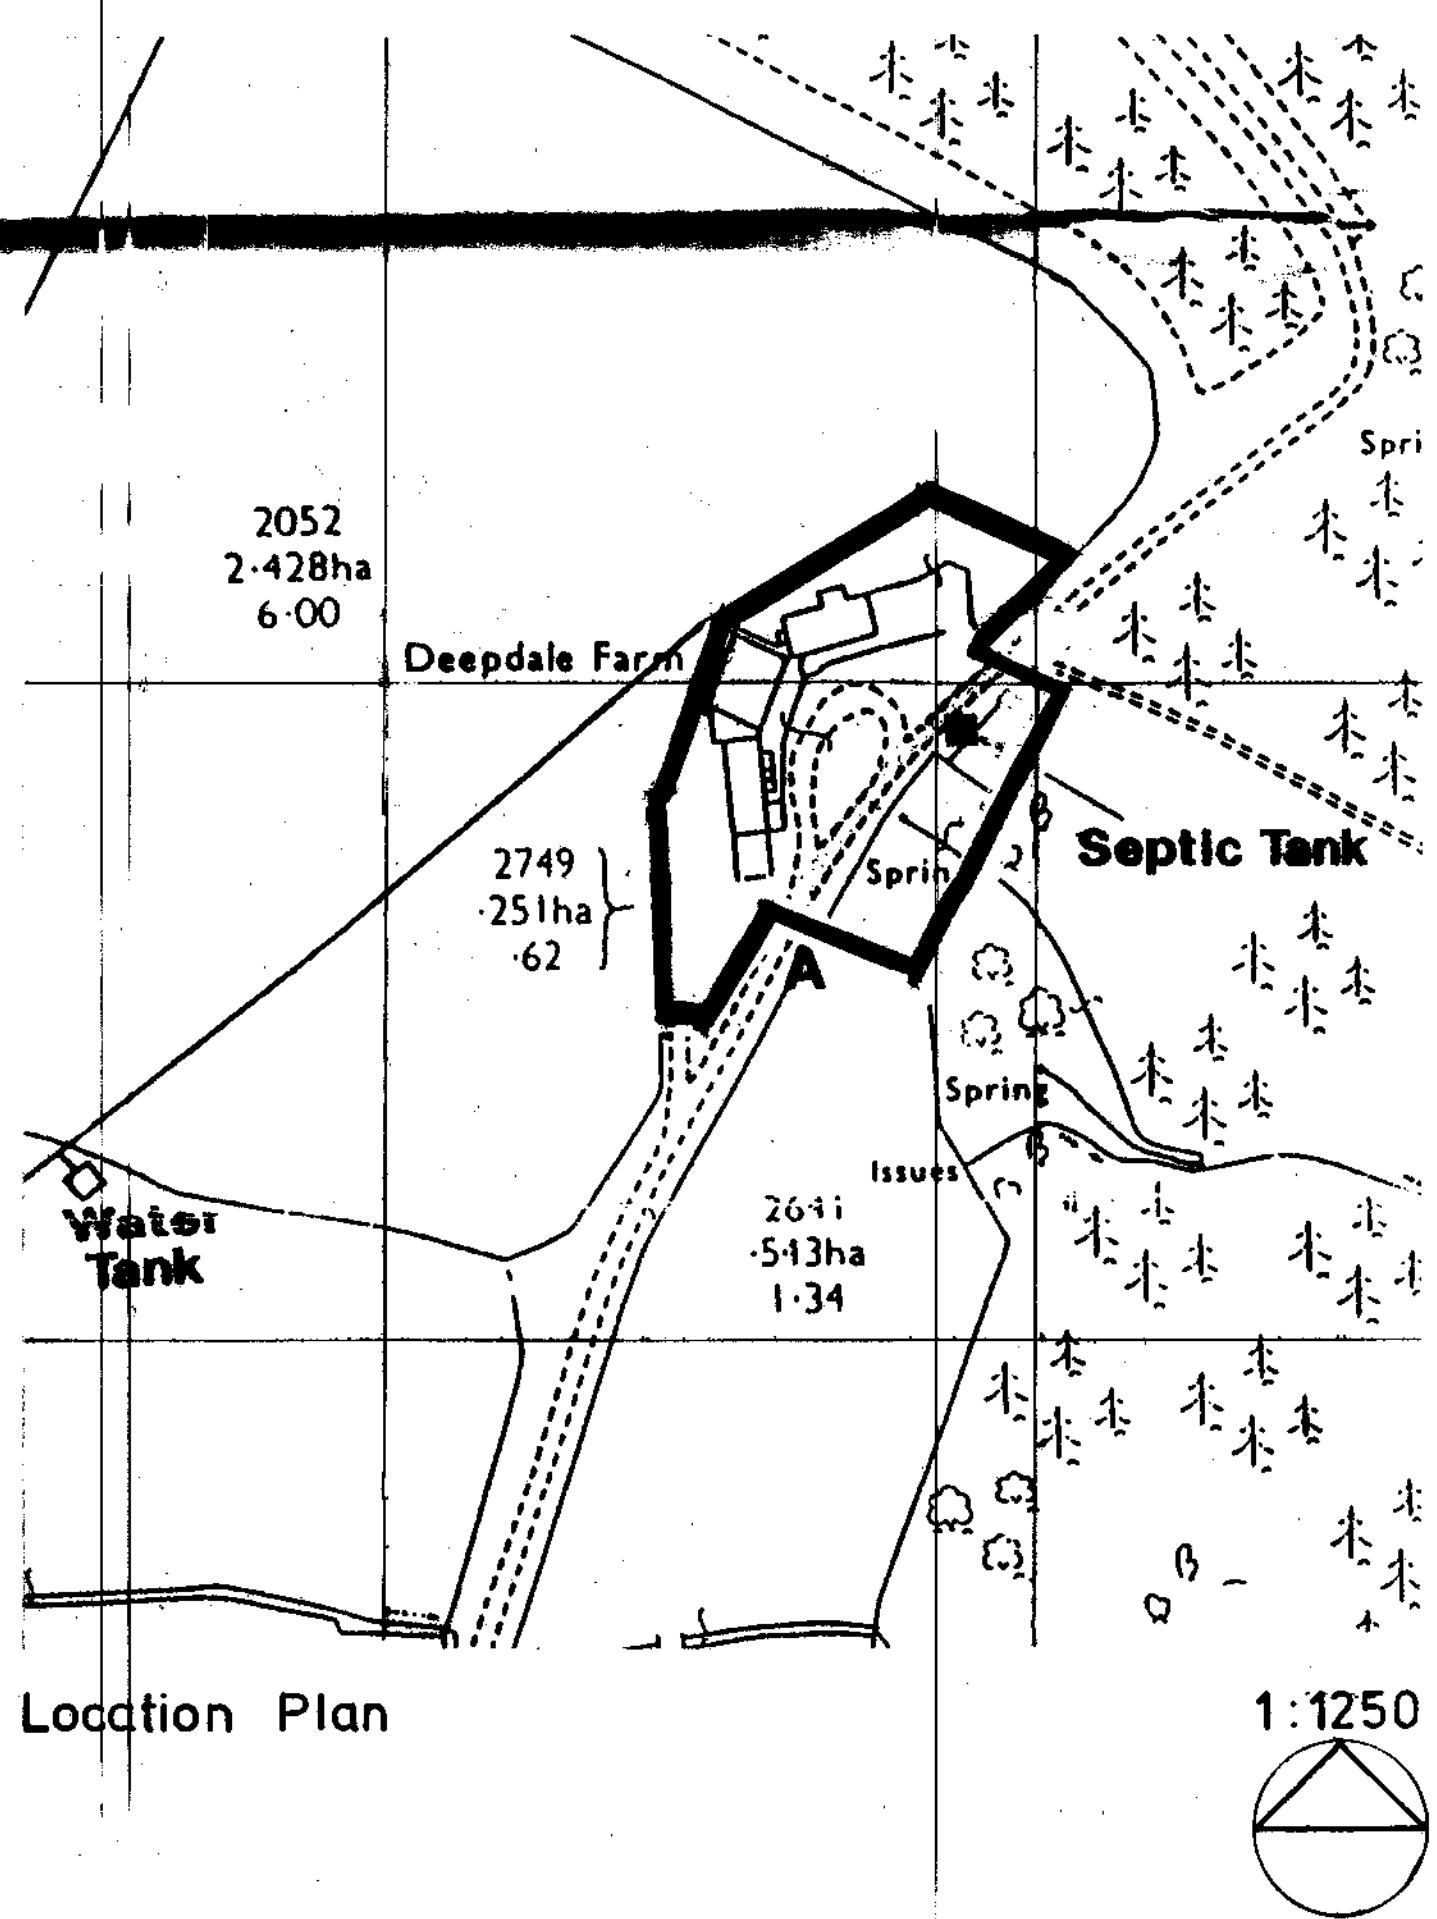 Spri
2052
2·428ha
6·00
Deepdale Farm
Septic Tank
2749
·251ha
·62
Sprin
A
Spring
Issues
Water
Tank
·543ha
1·34
Location Plan
1:1250